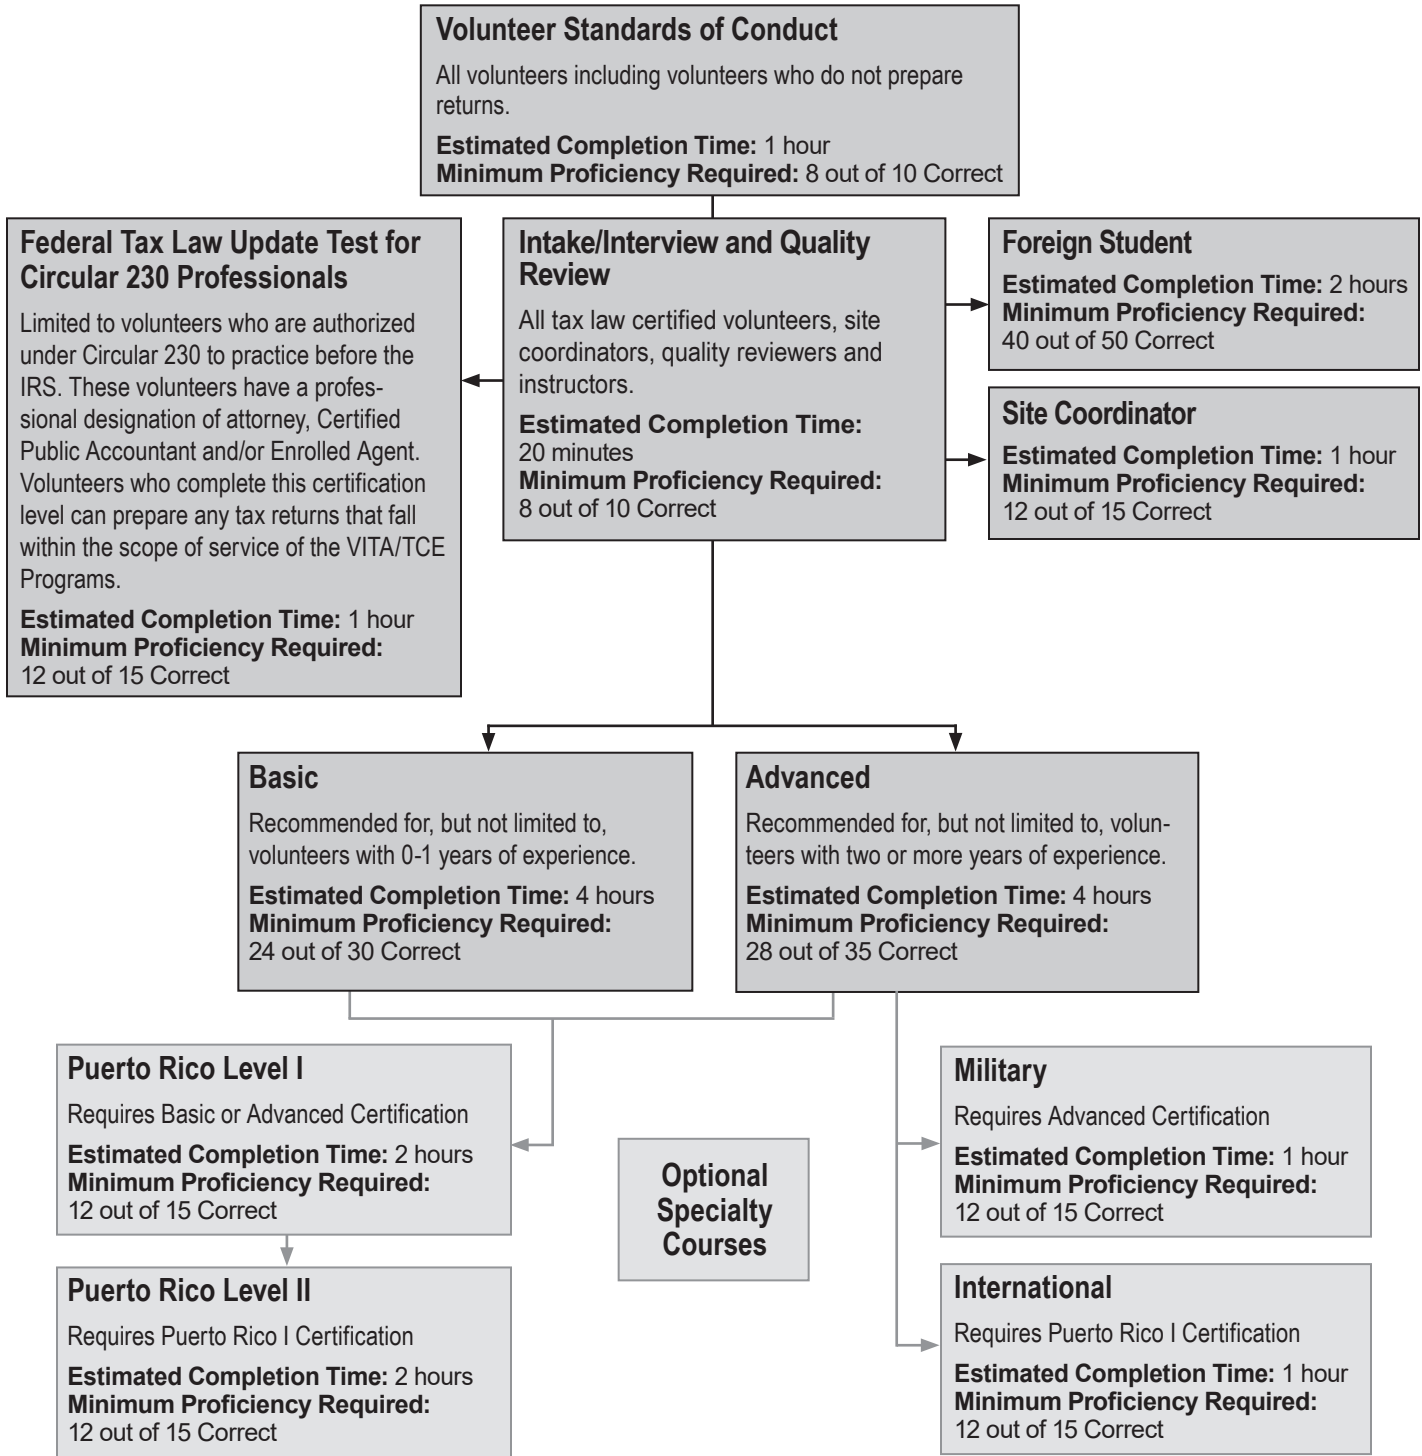 Volunteer Standards of Conduct
All volunteers including volunteers who do not prepare
returns.
Estimated Completion Time: 1 hour
Minimum Proficiency Required: 8 out of 10 Correct
Federal Tax Law Update Test for
Circular 230 Professionals
Limited to volunteers who are authorized
under Circular 230 to practice before the
IRS. These volunteers have a profes-
sional designation of attorney, Certified
Public Accountant and/or Enrolled Agent.
Volunteers who complete this certification
level can prepare any tax returns that fall
within the scope of service of the VITA/TCE
Programs.
Estimated Completion Time: 1 hour
Minimum Proficiency Required:
12 out of 15 Correct
Intake/Interview and Quality
Review
All tax law certified volunteers, site
coordinators, quality reviewers and
instructors.
Estimated Completion Time:
20 minutes
Minimum Proficiency Required:
8 out of 10 Correct
Foreign Student
Estimated Completion Time: 2 hours
Minimum Proficiency Required:
40 out of 50 Correct
Site Coordinator
Estimated Completion Time: 1 hour
Minimum Proficiency Required:
12 out of 15 Correct
Basic
Recommended for, but not limited to,
volunteers with 0-1 years of experience.
Estimated Completion Time: 4 hours
Minimum Proficiency Required:
24 out of 30 Correct
Advanced
Recommended for, but not limited to, volun-
teers with two or more years of experience.
Estimated Completion Time: 4 hours
Minimum Proficiency Required:
28 out of 35 Correct
Puerto Rico Level I
Requires Basic or Advanced Certification
Estimated Completion Time: 2 hours
Minimum Proficiency Required:
12 out of 15 Correct
Puerto Rico Level II
Requires Puerto Rico I Certification
Estimated Completion Time: 2 hours
Minimum Proficiency Required:
12 out of 15 Correct
Optional
Specialty
Courses
Military
Requires Advanced Certification
Estimated Completion Time: 1 hour
Minimum Proficiency Required:
12 out of 15 Correct
International
Requires Puerto Rico I Certification
Estimated Completion Time: 1 hour
Minimum Proficiency Required:
12 out of 15 Correct